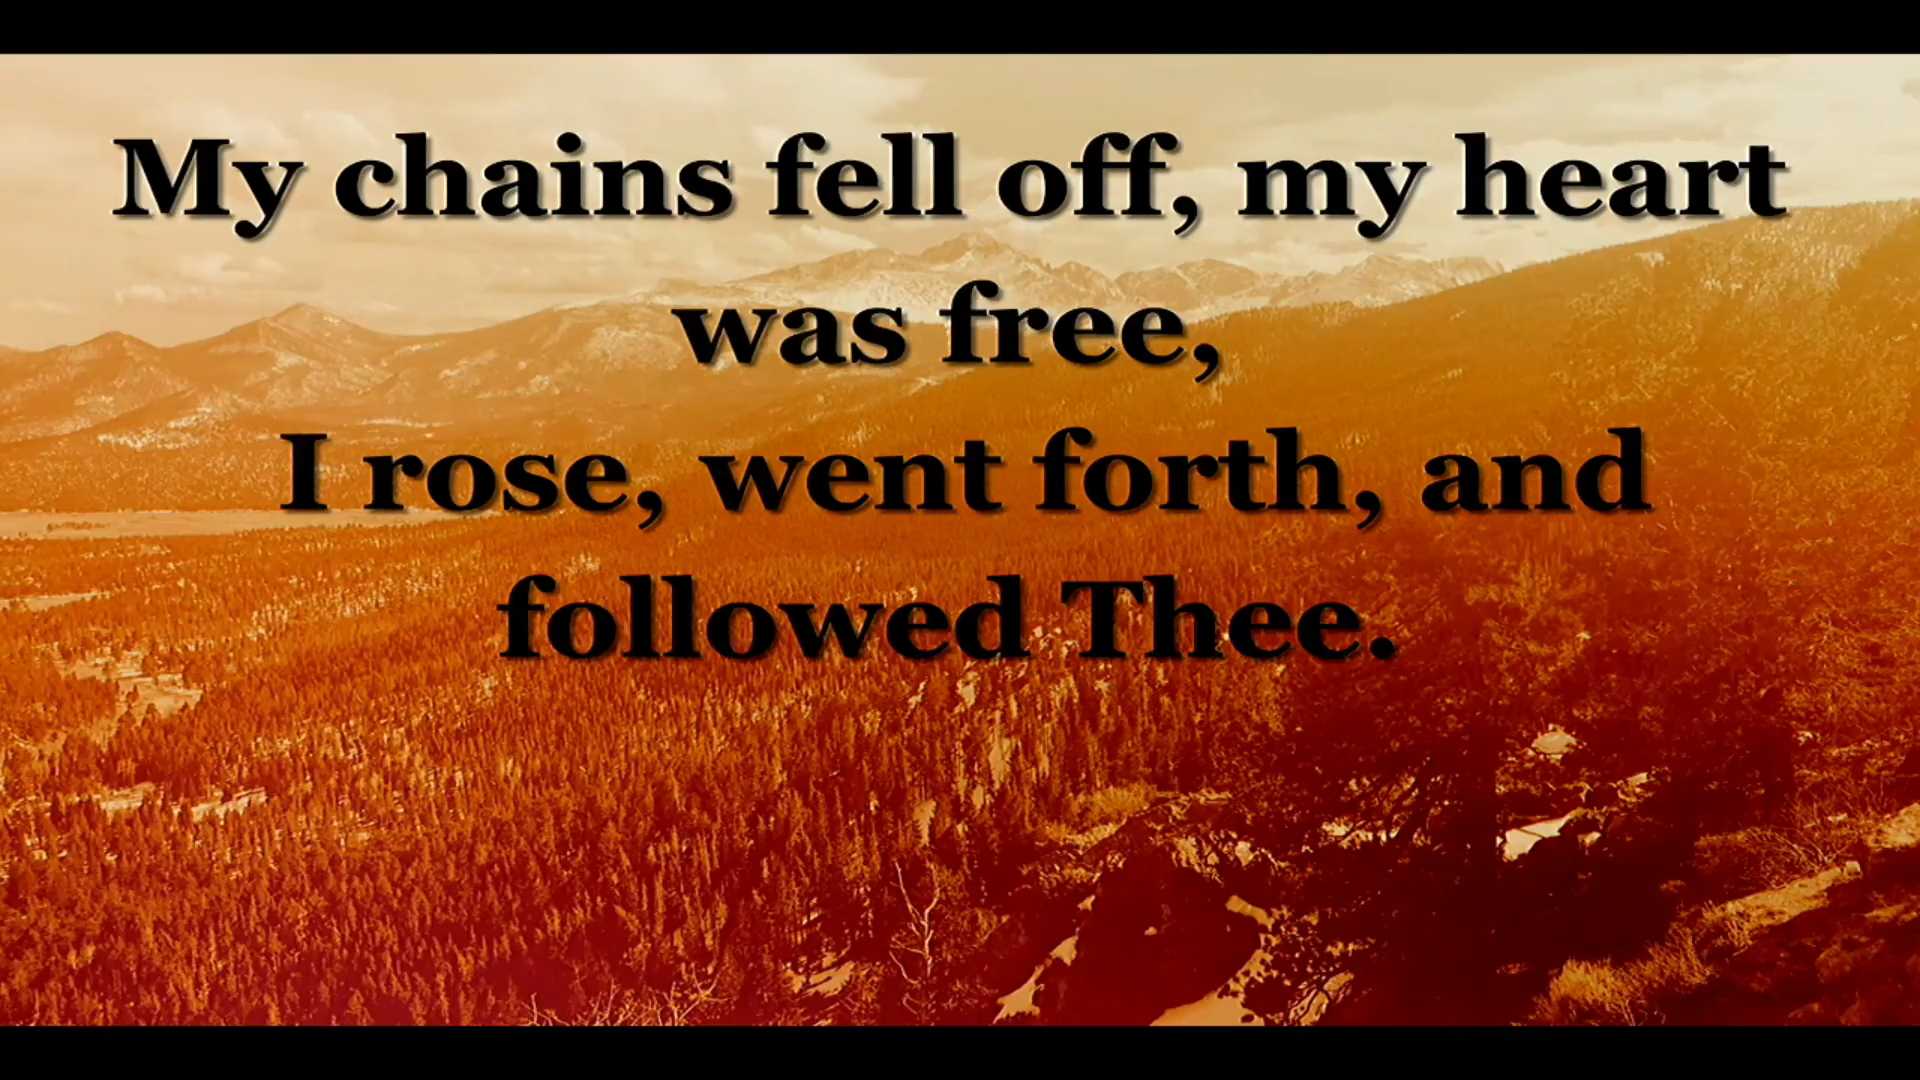 My chains fell off, my heart
was free,
I rose, went forth, and
followed Thee.